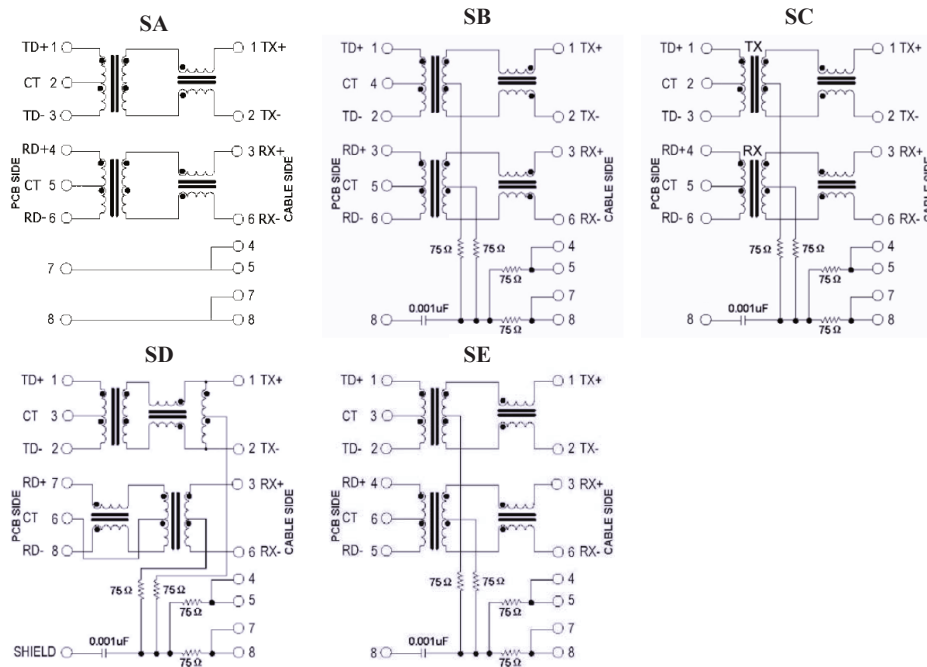 SA
TD+ 1
1 TX+
CT 2
TD- 3
2 TX-
RD+4
3 RX+
CT 5
RD-6
6 RX-
PCB SIDE
CABLE SIDE
4
7
5
7
8
8
SB
TD+ 1
1 TX+
CT 4
TD- 2
2 TX-
RD+ 3
3 RX+
CT 5
RD- 6
6 RX-
PCB SIDE
CABLE SIDE
75Ω 75Ω
4
5
75Ω
0.001uF
7
8
8
75Ω
SC
TD+ 1
TX
1 TX+
CT 2
TD- 3
2 TX-
RD+4
RX
3 RX+
CT 5
RD-6
6 RX-
PCB SIDE
CABLE SIDE
75Ω 75Ω
4
5
75Ω
0.001uF
7
8
8
75Ω
SD
TD+ 1
1 TX+
CT 3
TD- 2
2 TX-
RD+ 7
3 RX+
CT 6
RD- 8
6 RX-
PCB SIDE
CABLE SIDE
75Ω 75Ω
4
5
75Ω
0.001uF
7
SHIELD
8
75Ω
SE
TD+ 1
1 TX+
CT 3
TD- 2
2 TX-
RD+ 4
3 RX+
CT 6
RD- 5
6 RX-
PCB SIDE
CABLE SIDE
75Ω 75Ω
4
5
75Ω
0.001uF
7
8
8
75Ω